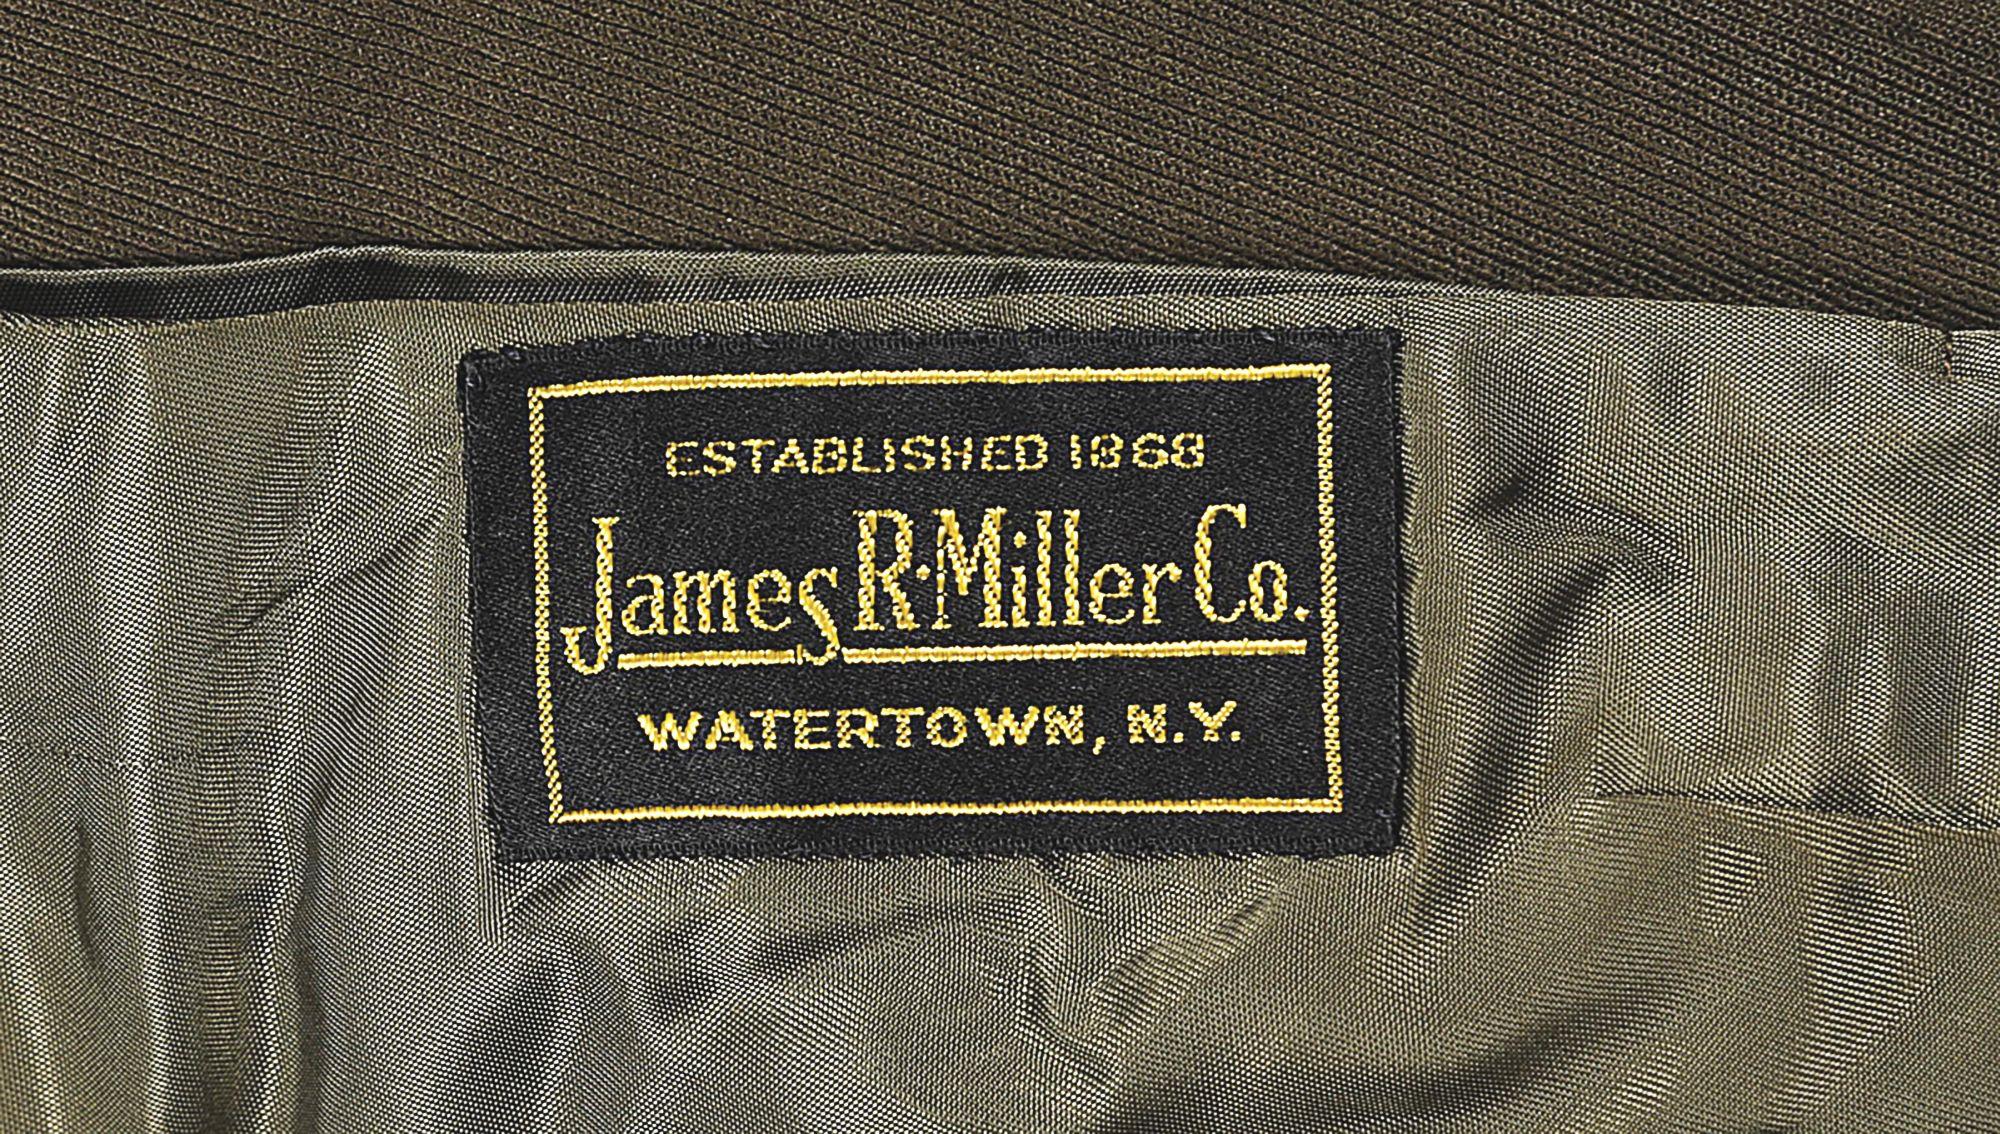 ESTABLISHED 1868
James R. Miller Co.
WATERTOWN, N.Y.